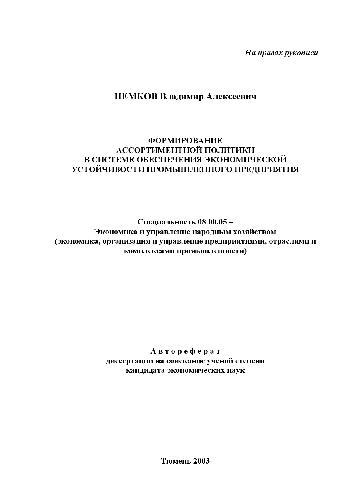 На правах рукописи
НЕМКОВ Владимир Алексеевич
ФОРМИРОВАНИЕ
АССОРТИМЕНТНОЙ ПОЛИТИКИ
В СИСТЕМЕ ОБЕСПЕЧЕНИЯ ЭКОНОМИЧЕСКОЙ
УСТОЙЧИВОСТИ ПРОМЫШЛЕННОГО ПРЕДПРИЯТИЯ
Специальность 08.00.05 –
Экономика и управление народным хозяйством
(экономика, организация и управление предприятиями, отраслями и
комплексами промышленности)
А в т о р е ф е р а т
диссертации на соискание ученой степени
кандидата экономических наук
Тюмень 2003